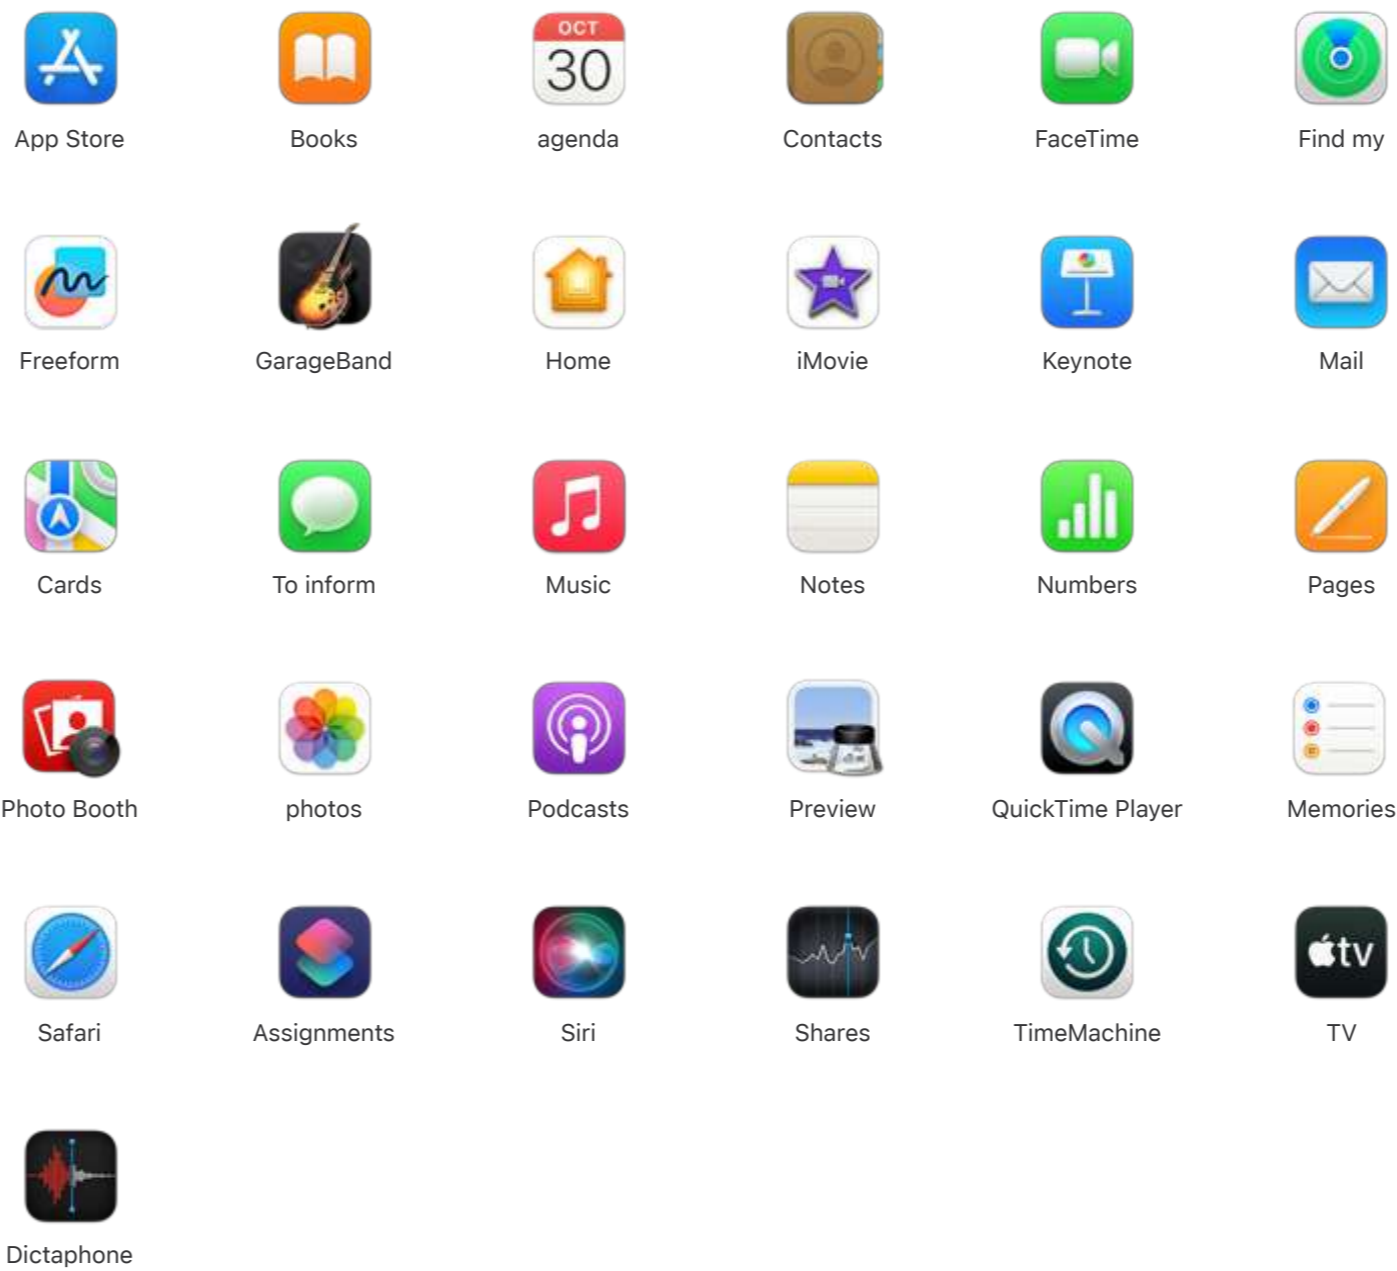 OCT
30
App Store
Books
agenda
Contacts
FaceTime
Find my
Freeform
GarageBand
Home
iMovie
Keynote
Mail
Cards
To inform
Music
Notes
Numbers
Pages
Photo Booth
photos
Podcasts
Preview
QuickTime Player
Memories
tv
Safari
Assignments
Siri
Shares
TimeMachine
TV
Dictaphone